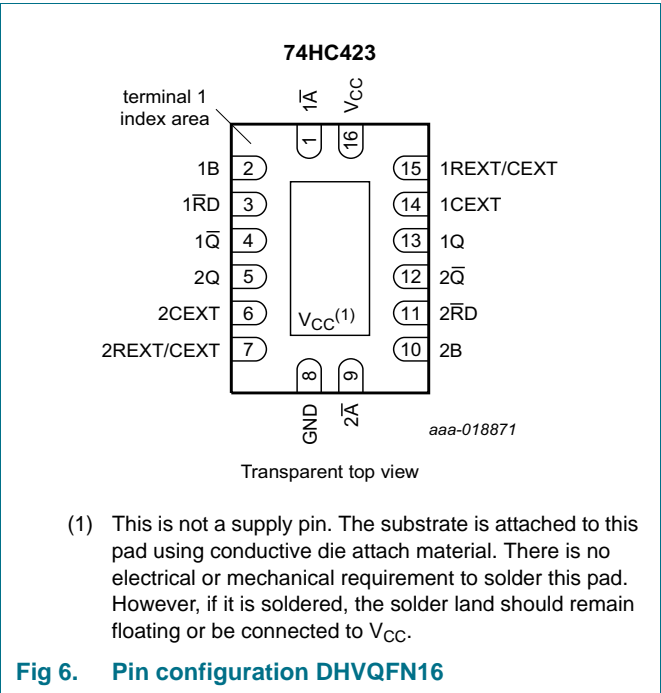 74HC423
terminal 1
index area
1A̅
VCC
1
16
1B 2
15 1REXT/CEXT
1R̅D 3
14 1CEXT
1Q̅ 4
13 1Q
2Q 5
12 2Q̅
2CEXT 6
11 2R̅D
VCC(1)
2REXT/CEXT 7
10 2B
8
9
GND
2A̅
aaa-018871
Transparent top view
(1) This is not a supply pin. The substrate is attached to this
pad using conductive die attach material. There is no
electrical or mechanical requirement to solder this pad.
However, if it is soldered, the solder land should remain
floating or be connected to VCC.
Fig 6. Pin configuration DHVQFN16